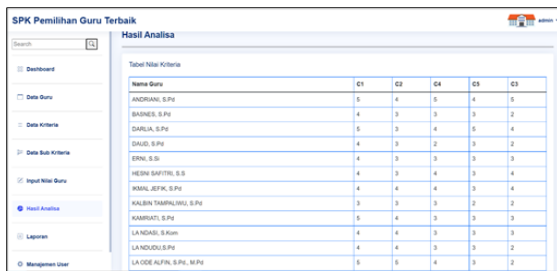 SPK Pemilihan Guru Terbaik
admin
Search
Dashboard
Data Guru
Data Kriteria
Data Sub Kriteria
Input Nilai Guru
Hasil Analisa
Laporan
Manajemen User
Hasil Analisa
Tabel Nilai Kriteria
Nama Guru C1 C2 C4 C5 C3
ANDRIANI, S.Pd 5 4 5 4 5
BASNES, S.Pd 4 3 3 3 2
DARLIA, S.Pd 5 3 4 5 4
DAUD, S.Pd 4 3 2 3 2
ERNI, S.Si 4 3 3 3 3
HESNI SAFITRI, S.S 4 3 4 3 4
IKMAL JEFIK, S.Pd 4 4 4 3 4
KALBIN TAMPALIWU, S.Pd 3 3 3 2 2
KAMRIATI, S.Pd 5 4 3 3 3
LA NDASI, S.Kom 4 4 3 3 3
LA NDUDU,S.Pd 4 4 3 3 2
LA ODE ALFIN, S.Pd., M.Pd 5 5 4 3 2